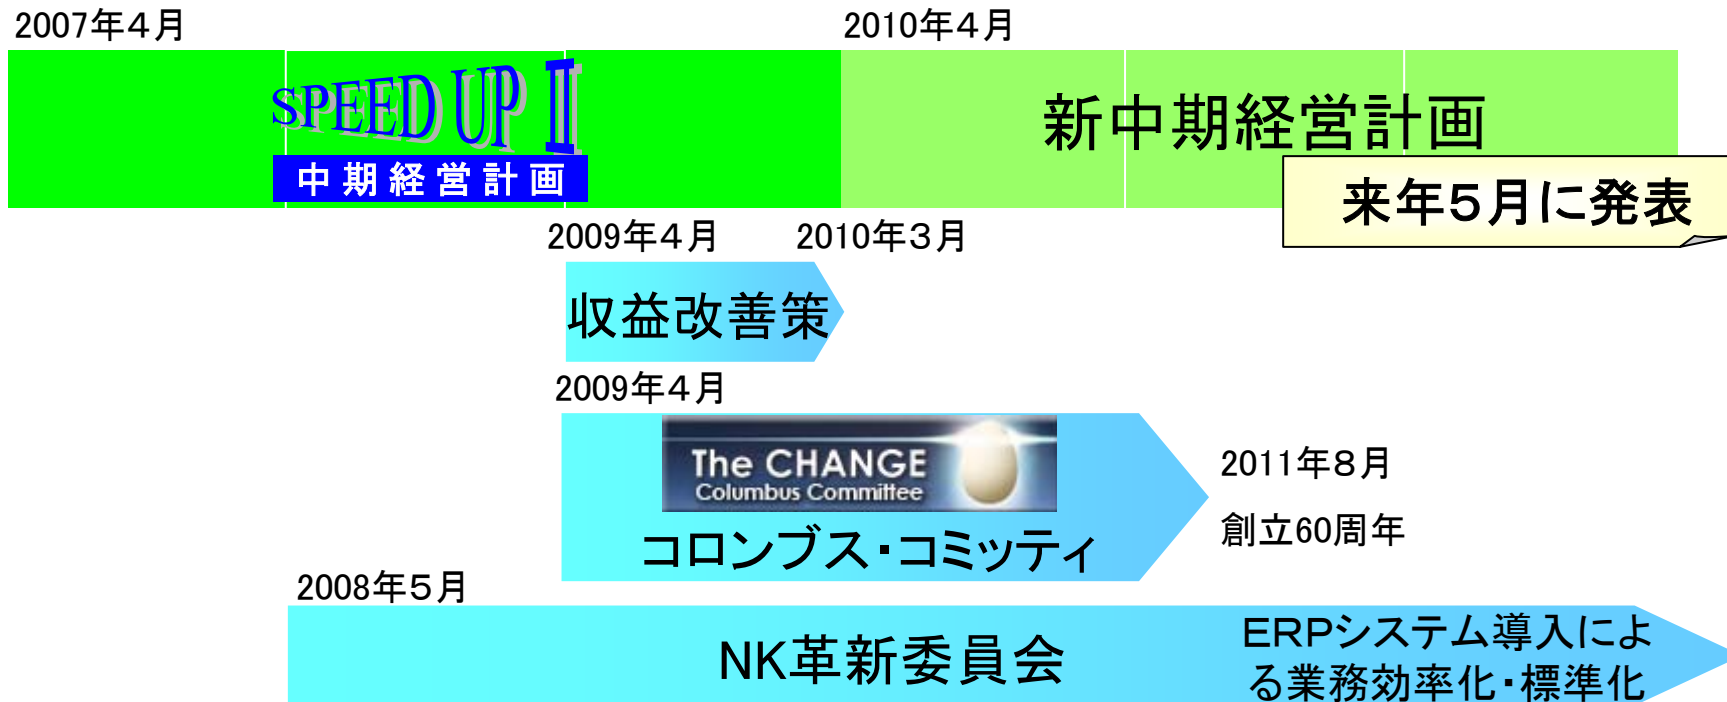 2007年４月
2010年４月
SPEED UP Ⅱ
中期経営計画
新中期経営計画
来年５月に発表
2009年４月
2010年３月
収益改善策
2009年４月
The CHANGE
Columbus Committee
コロンブス・コミッティ
2011年８月
創立60周年
2008年５月
NK革新委員会
ERPシステム導入によ
る業務効率化・標準化